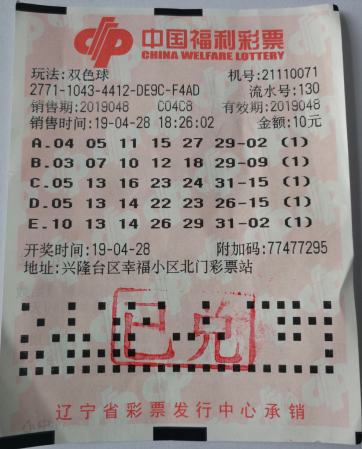 中国福利彩票
CHINA WELFARE LOTTERY
玩法:双色球 机号:21110071
2771-1043-4412-DE9C-F4AD 流水号:130
销售期:2019048 C04C8 有效期:2019048
销售时间:19-04-28 18:26:02 金额:10元
A.04 05 11 15 27 29-02 (1)
B.03 07 10 12 18 29-09 (1)
C.05 13 16 23 24 31-15 (1)
D.05 13 14 22 23 26-15 (1)
E.10 13 14 26 29 31-02 (1)
开奖时间:19-04-28 附加码:77477295
地址:兴隆台区幸福小区北门彩票站
已兑
辽宁省彩票发行中心承销